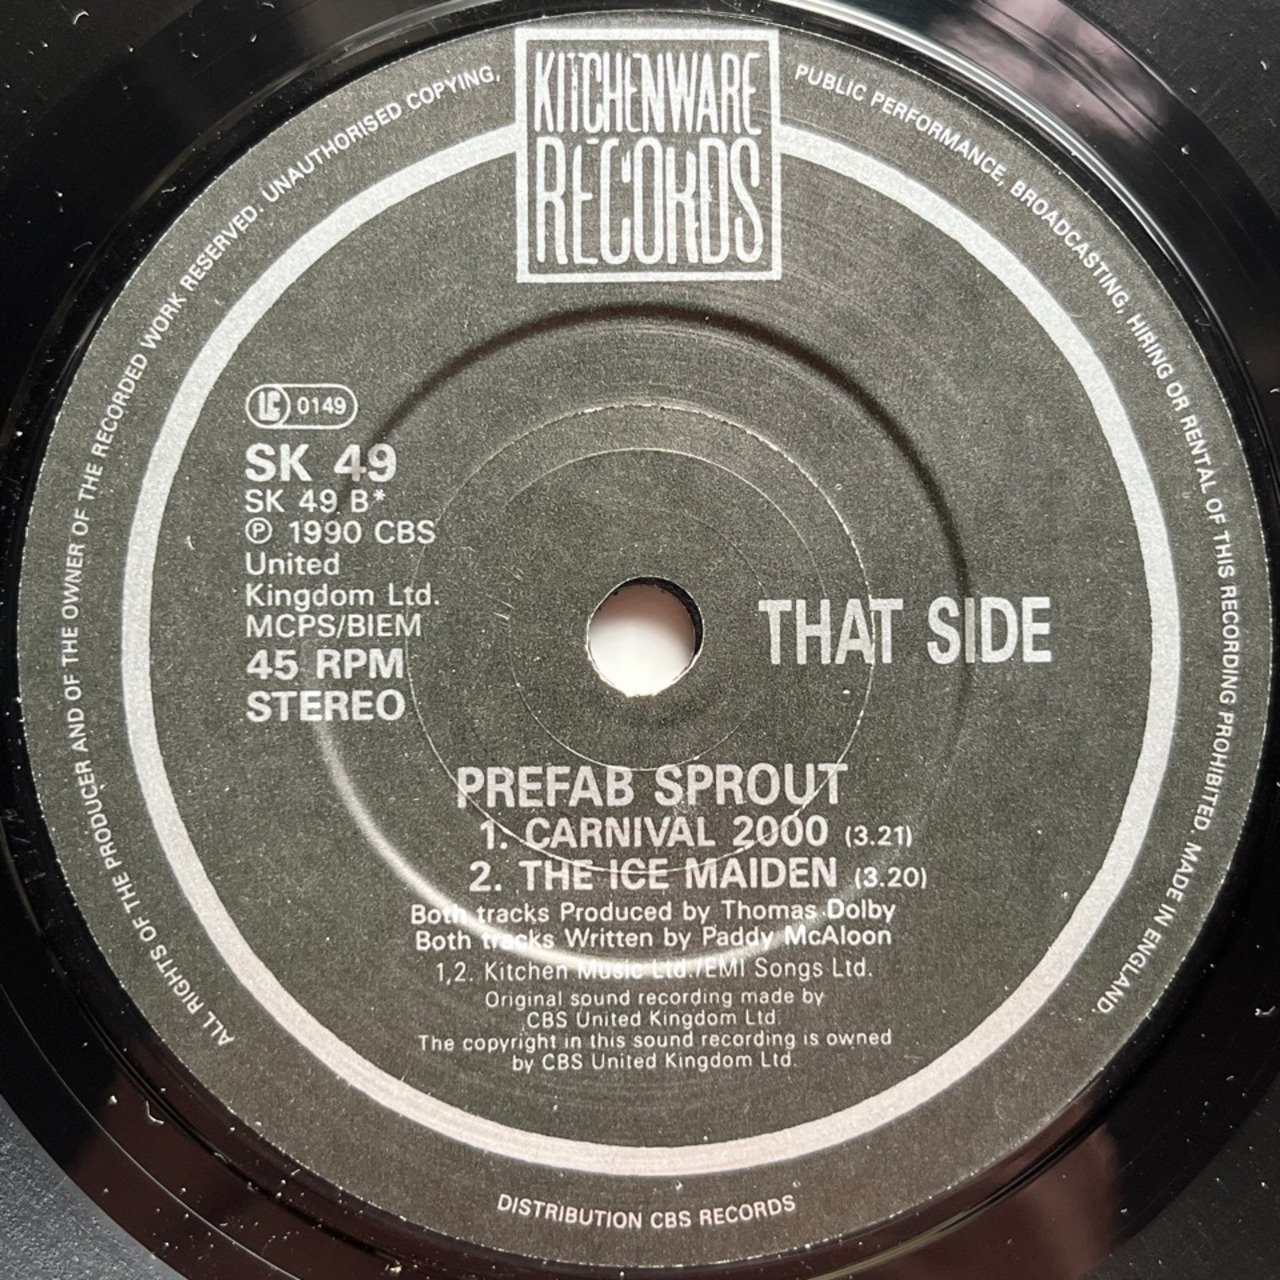 KITCHENWARE
RECORDS
ALL RIGHTS OF THE PRODUCER AND OF THE OWNER OF THE RECORDED WORK RESERVED. UNAUTHORISED COPYING,
PUBLIC PERFORMANCE, BROADCASTING, HIRING OR RENTAL OF THIS RECORDING PROHIBITED. MADE IN ENGLAND.
LC 0149
SK 49
SK 49 B*
℗ 1990 CBS
United
Kingdom Ltd.
MCPS/BIEM
45 RPM
STEREO
THAT SIDE
PREFAB SPROUT
1. CARNIVAL 2000 (3.21)
2. THE ICE MAIDEN (3.20)
Both tracks Produced by Thomas Dolby
Both tracks Written by Paddy McAloon
1,2. Kitchen Music Ltd./EMI Songs Ltd.
Original sound recording made by
CBS United Kingdom Ltd.
The copyright in this sound recording is owned
by CBS United Kingdom Ltd.
DISTRIBUTION CBS RECORDS